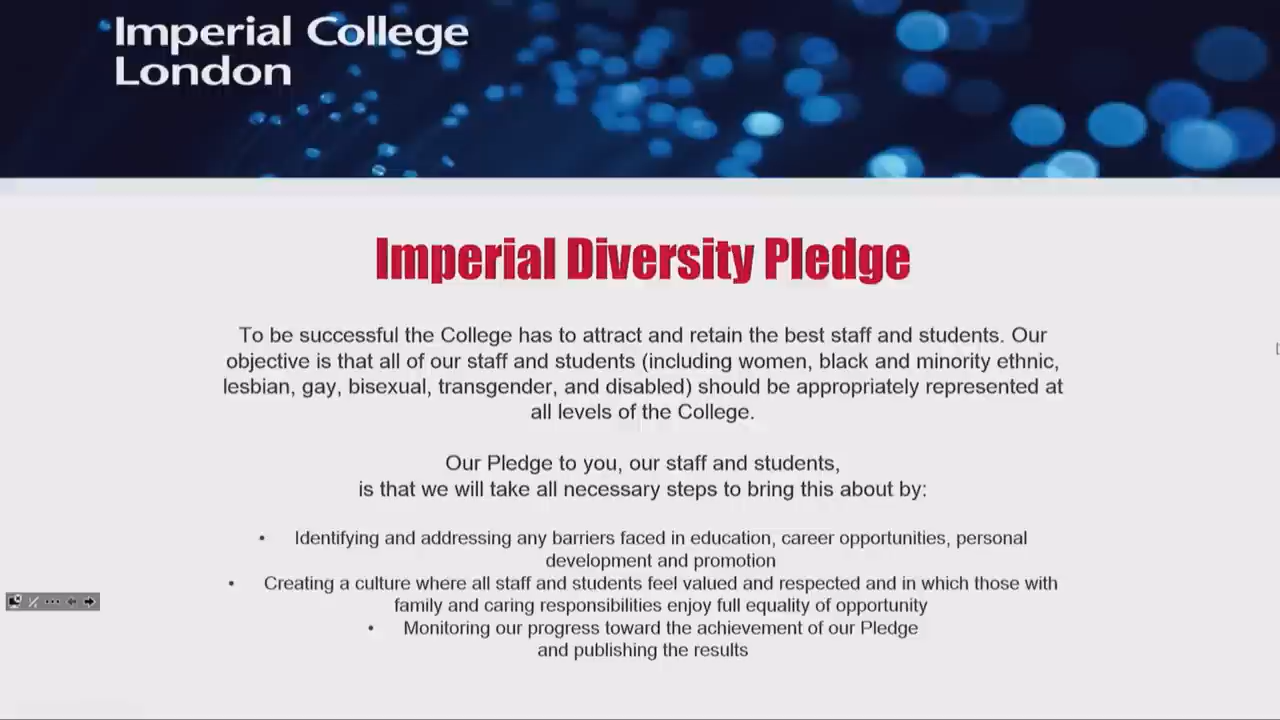 Imperial College
London
Imperial Diversity Pledge
To be successful the College has to attract and retain the best staff and students. Our
objective is that all of our staff and students (including women, black and minority ethnic,
lesbian, gay, bisexual, transgender, and disabled) should be appropriately represented at
all levels of the College.
Our Pledge to you, our staff and students,
is that we will take all necessary steps to bring this about by:
• Identifying and addressing any barriers faced in education, career opportunities, personal
development and promotion
• Creating a culture where all staff and students feel valued and respected and in which those with
family and caring responsibilities enjoy full equality of opportunity
• Monitoring our progress toward the achievement of our Pledge
and publishing the results